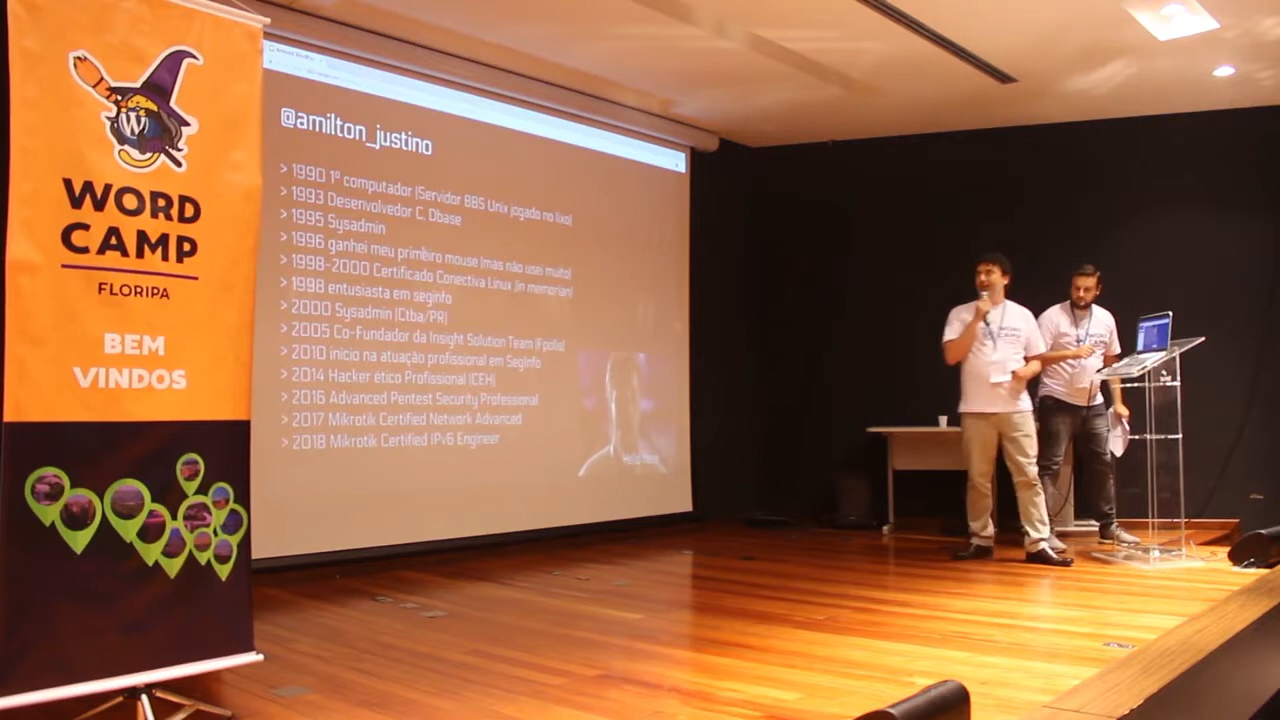 WORD
CAMP
FLORIPA
BEM
VINDOS
@amilton_justino
> 1990 1º computador (Servidor BBS Unix jogado no lixo)
> 1993 Desenvolvedor C, Dbase
> 1995 Sysadmin
> 1996 ganhei meu primeiro mouse (mas não usei muito)
> 1998-2000 Certificado Conectiva Linux (in memorian)
> 1998 entusiasta em seginfo
> 2000 Sysadmin (Ctba/PR)
> 2005 Co-Fundador da Insight Solution Team (Fpolis)
> 2010 inicio na atuação profissional em SegInfo
> 2014 Hacker ético Profissional (CEH)
> 2016 Advanced Pentest Security Professional
> 2017 Mikrotik Certified Network Advanced
> 2018 Mikrotik Certified IPv6 Engineer
WORD
CAMP